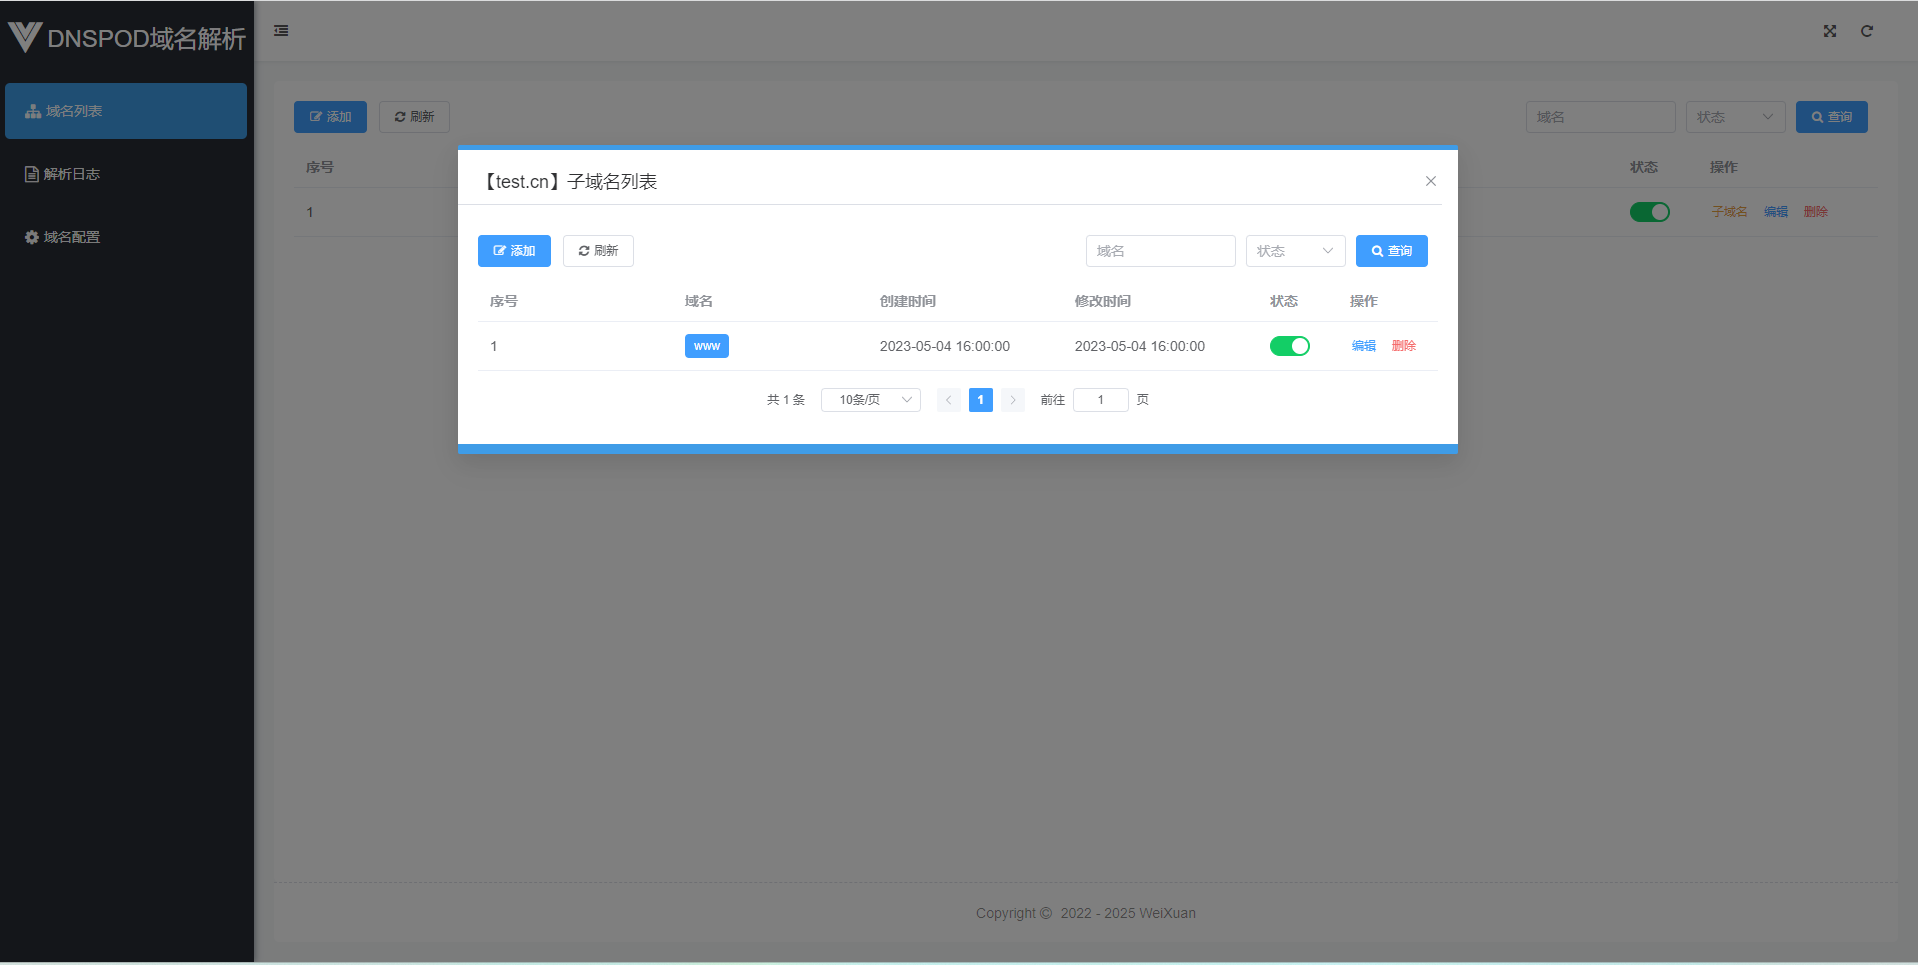 DNSPOD域名解析
域名列表
解析日志
域名配置
添加 刷新 域名 状态 查询
序号 状态 操作
1 子域名 编辑 删除
【test.cn】子域名列表
添加 刷新 域名 状态 查询
序号 域名 创建时间 修改时间 状态 操作
1 www 2023-05-04 16:00:00 2023-05-04 16:00:00 编辑 删除
共 1 条 10条/页 1 前往 1 页
Copyright © 2022 - 2025 WeiXuan